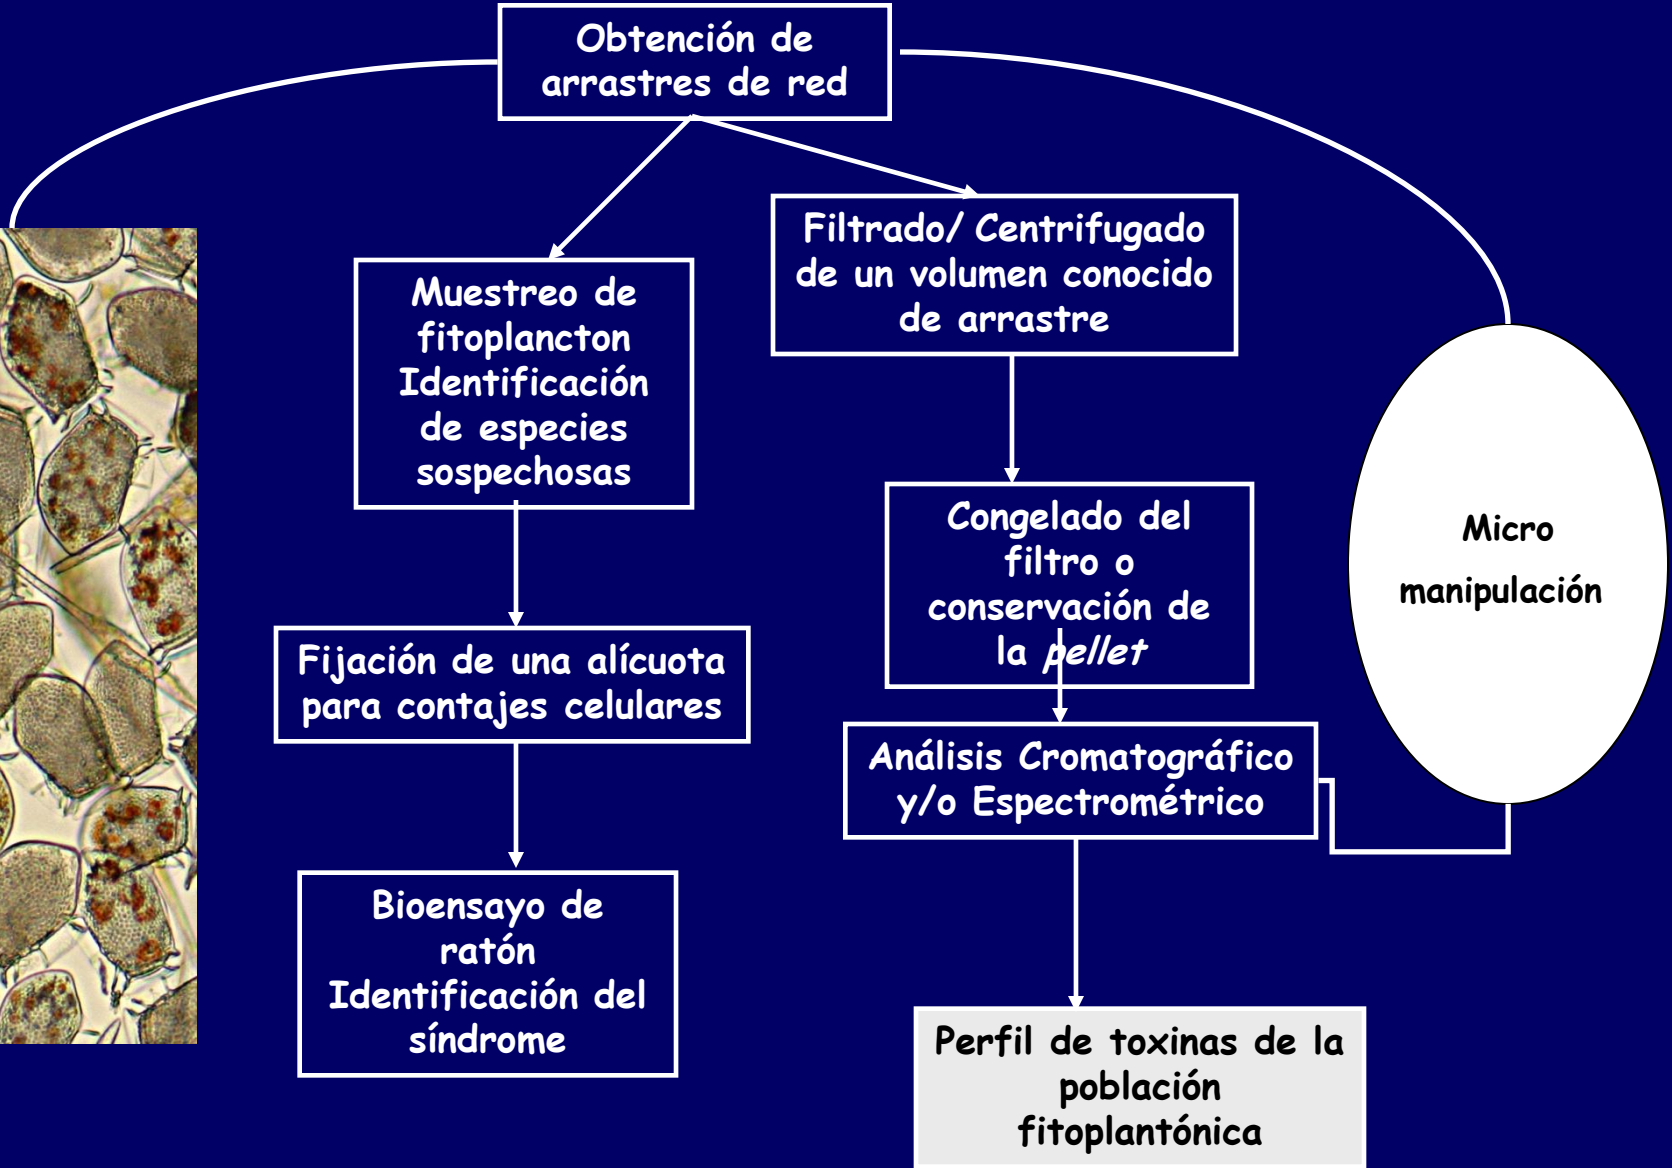 Obtención de
arrastres de red
Filtrado/ Centrifugado
de un volumen conocido
de arrastre
Muestreo de
fitoplancton
Identificación
de especies
sospechosas
Congelado del
filtro o
conservación de
la pellet
Micro
manipulación
Fijación de una alícuota
para contajes celulares
Análisis Cromatográfico
y/o Espectrométrico
Bioensayo de
ratón
Identificación del
síndrome
Perfil de toxinas de la
población
fitoplantónica